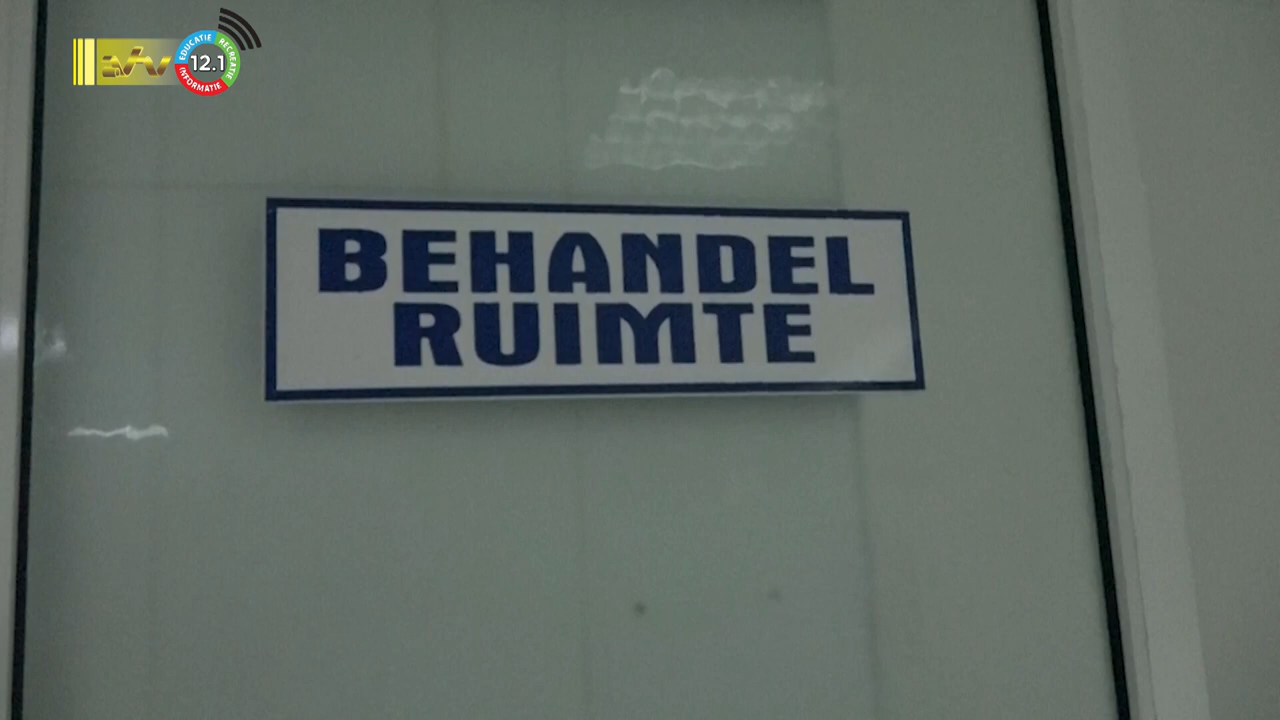 EDUCATIE
RECREATIE
12.1
INFORMATIE
BEHANDEL
RUIMTE